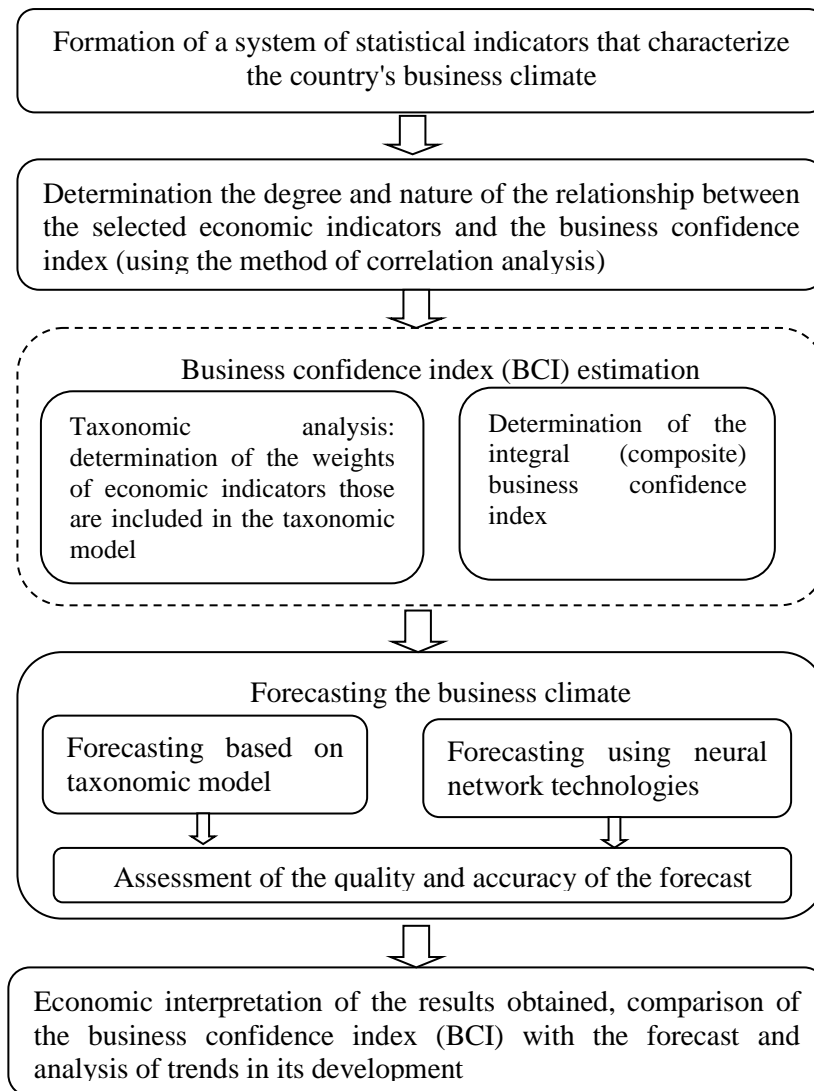 Formation of a system of statistical indicators that characterize
the country's business climate
Determination the degree and nature of the relationship between
the selected economic indicators and the business confidence
index (using the method of correlation analysis)
Business confidence index (BCI) estimation
Taxonomic analysis:
determination of the weights
of economic indicators those
are included in the taxonomic
model
Determination of the
integral (composite)
business confidence
index
Forecasting the business climate
Forecasting based on
taxonomic model
Forecasting using neural
network technologies
Assessment of the quality and accuracy of the forecast
Economic interpretation of the results obtained, comparison of
the business confidence index (BCI) with the forecast and
analysis of trends in its development